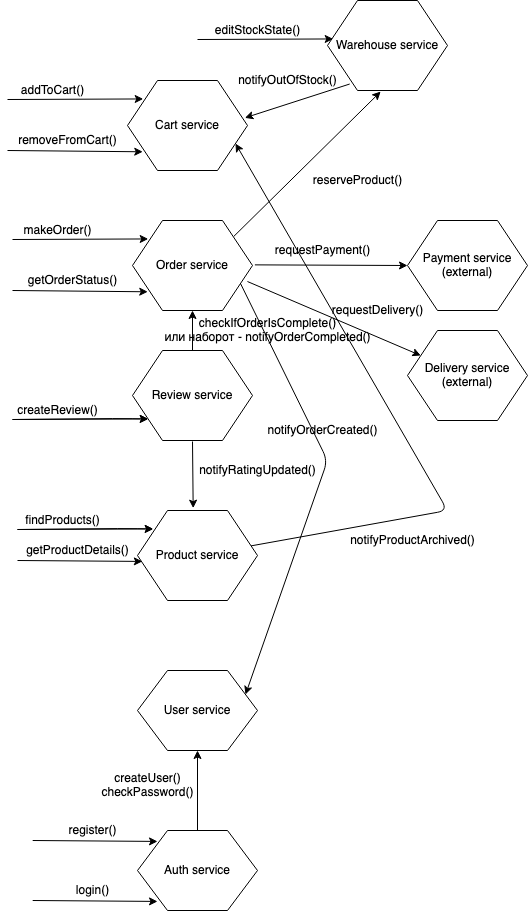 editStockState()
Warehouse service
notifyOutOfStock()
addToCart()
Cart service
removeFromCart()
reserveProduct()
makeOrder()
requestPayment()
Order service
Payment service
(external)
getOrderStatus()
requestDelivery()
checkIfOrderIsComplete()
или наборот - notifyOrderCompleted()
Delivery service
(external)
Review service
createReview()
notifyOrderCreated()
notifyRatingUpdated()
findProducts()
getProductDetails()
Product service
notifyProductArchived()
User service
createUser()
checkPassword()
register()
Auth service
login()